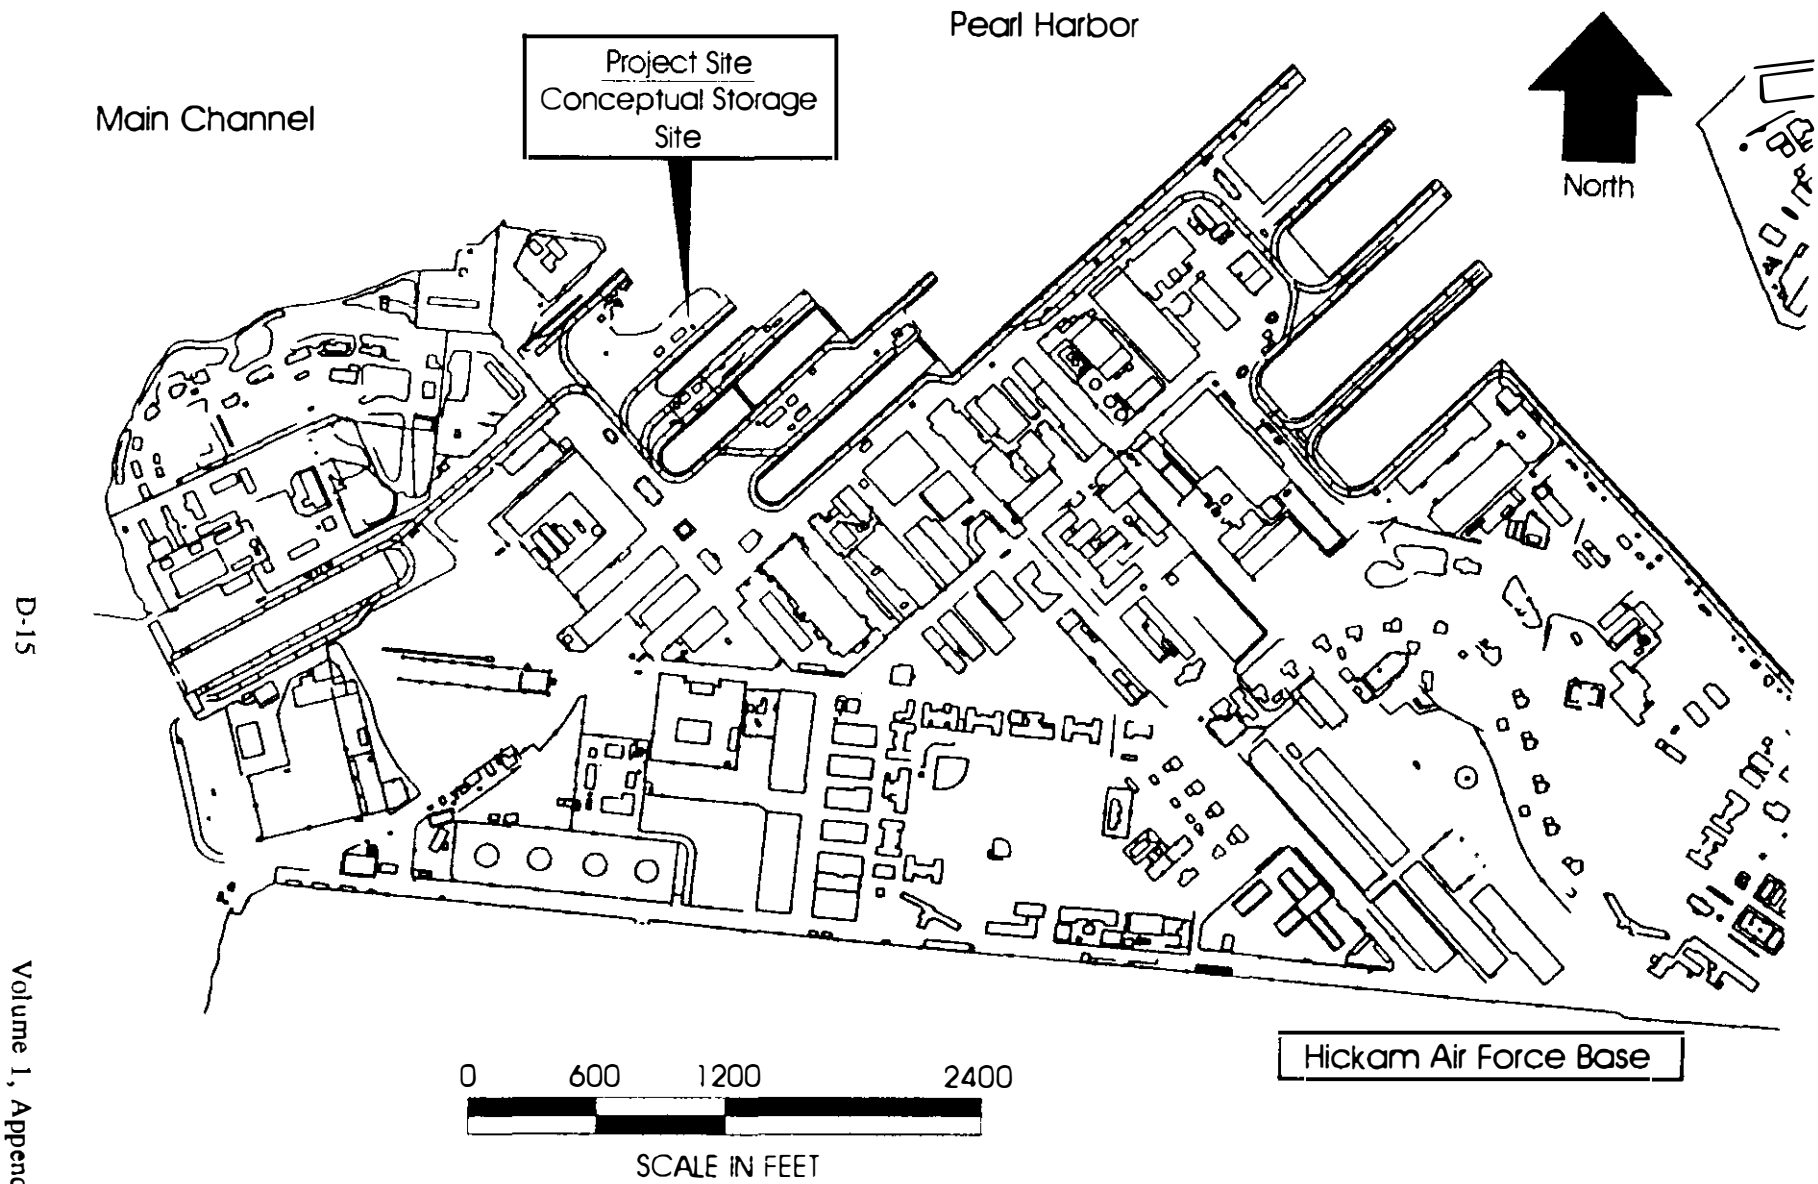 Pearl Harbor
Project Site
Conceptual Storage
Site
Main Channel
North
D-15
Volume 1, Append
Hickam Air Force Base
0 600 1200 2400
SCALE IN FEET